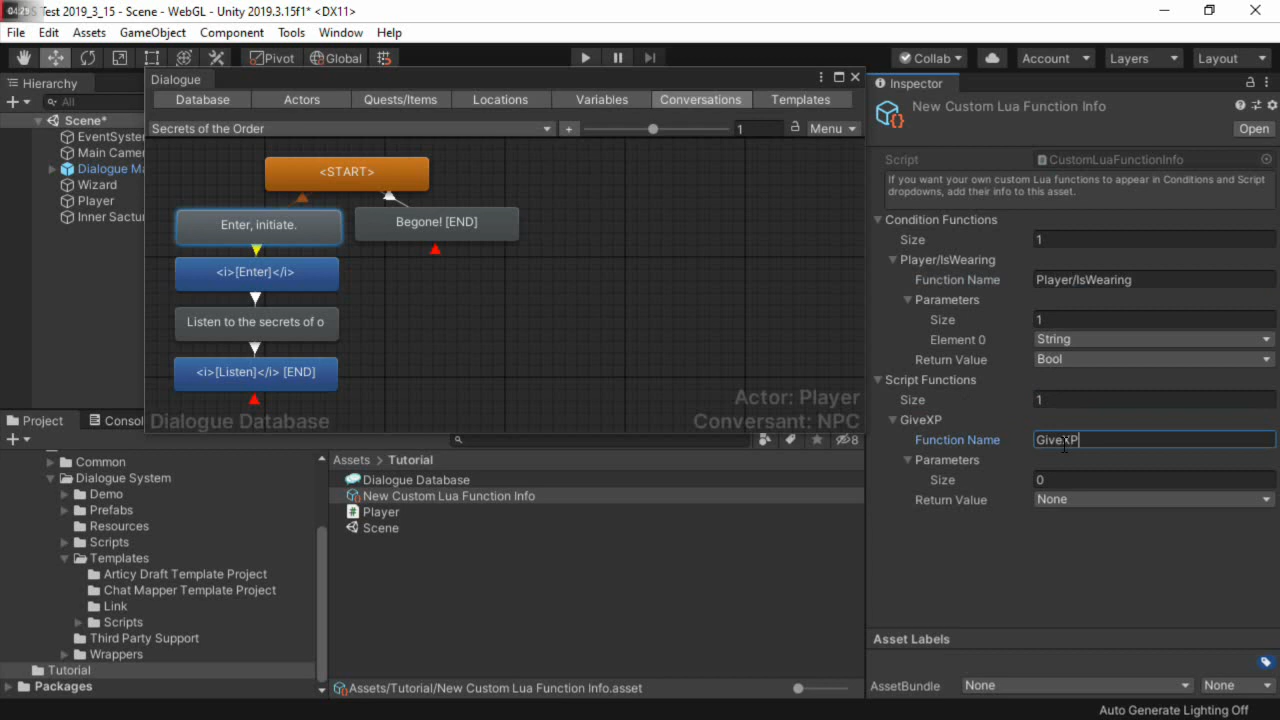 04:25
Test 2019_3_15 - Scene - WebGL - Unity 2019.3.15f1* <DX11>
File Edit Assets GameObject Component Tools Window Help
Pivot Global Collab Account Layers Layout
Hierarchy
All
Scene*
EventSystem
Main Camer
Dialogue Ma
Wizard
Player
Inner Sactur
Dialogue
Database Actors Quests/Items Locations Variables Conversations Templates
Secrets of the Order + 1 Menu
<START>
Enter, initiate.
Begone! [END]
<i>[Enter]</i>
Listen to the secrets of o
<i>[Listen]</i> [END]
Actor: Player
Conversant: NPC
Dialogue Database
Inspector
New Custom Lua Function Info
Open
Script CustomLuaFunctionInfo
If you want your own custom Lua functions to appear in Conditions and Script
dropdowns, add their info to this asset.
Condition Functions
Size 1
Player/IsWearing
Function Name Player/IsWearing
Parameters
Size 1
Element 0 String
Return Value Bool
Script Functions
Size 1
GiveXP
Function Name GiveXP
Parameters
Size 0
Return Value None
Asset Labels
AssetBundle None None
Project Consol
8
Common
Dialogue System
Demo
Prefabs
Resources
Scripts
Templates
Articy Draft Template Project
Chat Mapper Template Project
Link
Scripts
Third Party Support
Wrappers
Tutorial
Packages
Assets > Tutorial
Dialogue Database
New Custom Lua Function Info
Player
Scene
Assets/Tutorial/New Custom Lua Function Info.asset
Auto Generate Lighting Off